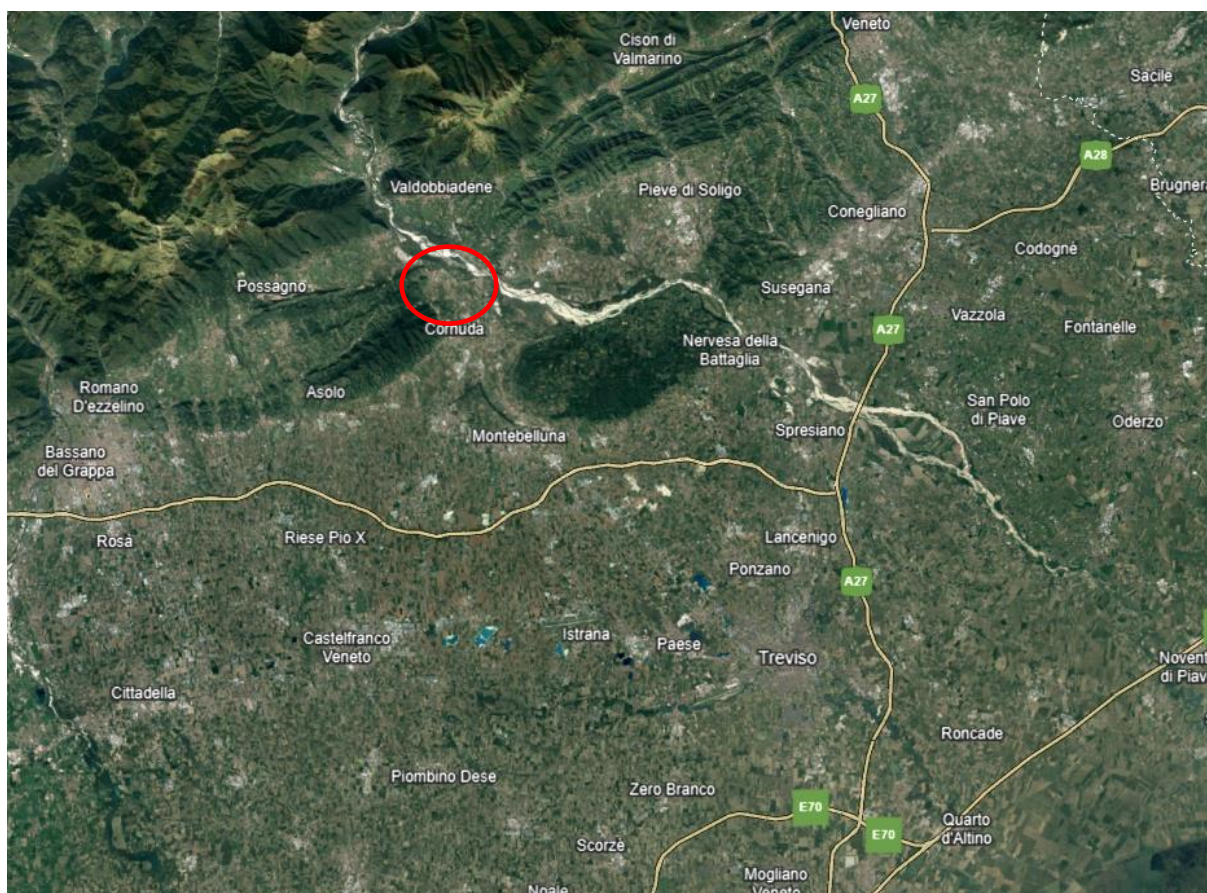 Veneto
Cison di
Valmarino
Sacile
A27
A28
Valdobbiadene
Pieve di Soligo
Brugnera
Conegliano
Codognè
Possagno
Susegana
Vazzola
Cornuda
A27
Fontanelle
Nervesa della
Battaglia
Romano
D'ezzelino
Asolo
San Polo
di Piave
Oderzo
Montebelluna
Spresiano
Bassano
del Grappa
Rosà
Riese Pio X
Lancenigo
Ponzano
A27
Castelfranco
Veneto
Istrana
Paese
Treviso
Novent
di Piav
Cittadella
Roncade
Piombino Dese
Zero Branco
E70
E70
Quarto
d'Altino
Scorzè
Mogliano
Veneto
Noale